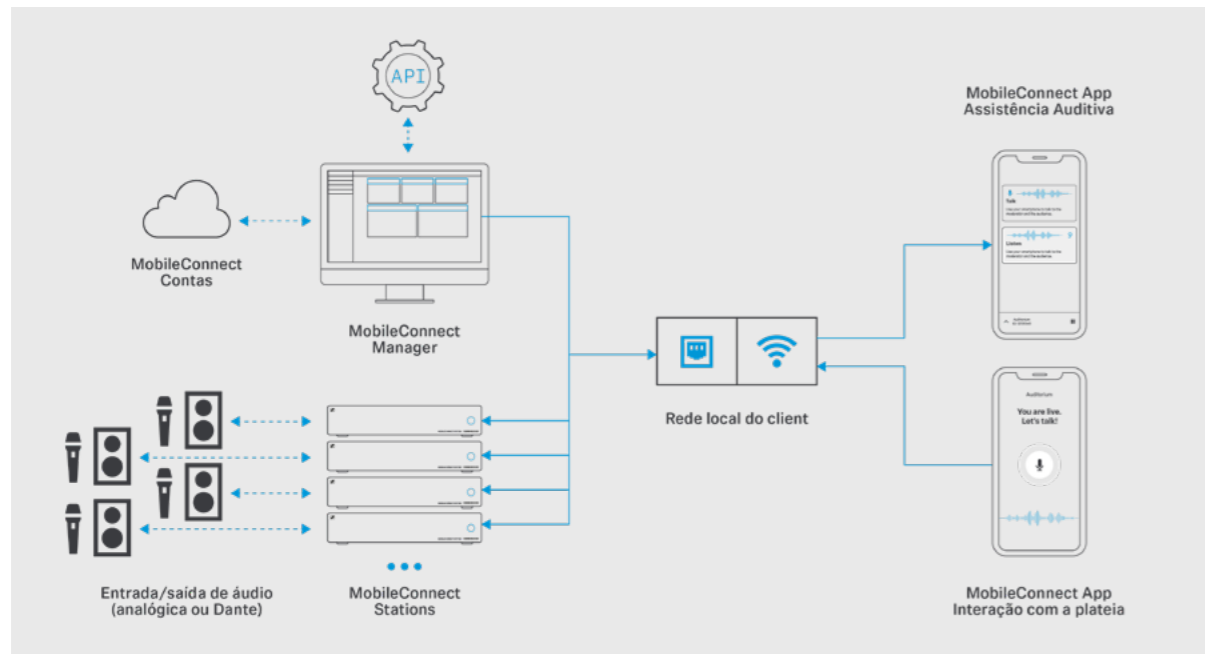 API
MobileConnect
Contas
MobileConnect
Manager
Entrada/saída de áudio
(analógica ou Dante)
MobileConnect
Stations
Rede local do client
MobileConnect App
Assistência Auditiva
Talk
Listen
Auditorium
You are live.
Let's talk!
MobileConnect App
Interação com a plateia